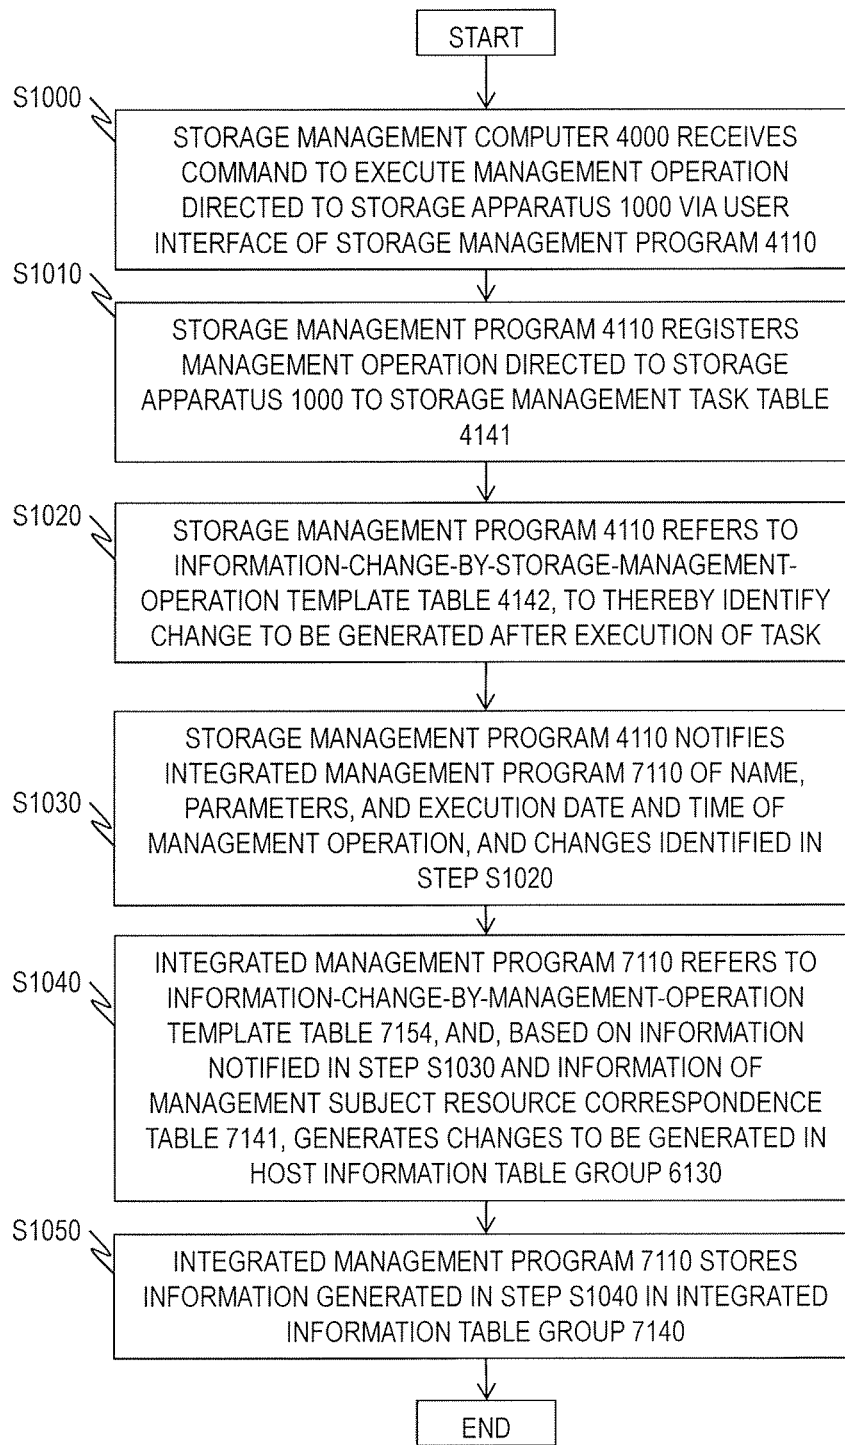 START
S1000
STORAGE MANAGEMENT COMPUTER 4000 RECEIVES
COMMAND TO EXECUTE MANAGEMENT OPERATION
DIRECTED TO STORAGE APPARATUS 1000 VIA USER
INTERFACE OF STORAGE MANAGEMENT PROGRAM 4110
S1010
STORAGE MANAGEMENT PROGRAM 4110 REGISTERS
MANAGEMENT OPERATION DIRECTED TO STORAGE
APPARATUS 1000 TO STORAGE MANAGEMENT TASK TABLE
4141
S1020
STORAGE MANAGEMENT PROGRAM 4110 REFERS TO
INFORMATION-CHANGE-BY-STORAGE-MANAGEMENT-
OPERATION TEMPLATE TABLE 4142, TO THEREBY IDENTIFY
CHANGE TO BE GENERATED AFTER EXECUTION OF TASK
S1030
STORAGE MANAGEMENT PROGRAM 4110 NOTIFIES
INTEGRATED MANAGEMENT PROGRAM 7110 OF NAME,
PARAMETERS, AND EXECUTION DATE AND TIME OF
MANAGEMENT OPERATION, AND CHANGES IDENTIFIED IN
STEP S1020
S1040
INTEGRATED MANAGEMENT PROGRAM 7110 REFERS TO
INFORMATION-CHANGE-BY-MANAGEMENT-OPERATION
TEMPLATE TABLE 7154, AND, BASED ON INFORMATION
NOTIFIED IN STEP S1030 AND INFORMATION OF
MANAGEMENT SUBJECT RESOURCE CORRESPONDENCE
TABLE 7141, GENERATES CHANGES TO BE GENERATED IN
HOST INFORMATION TABLE GROUP 6130
S1050
INTEGRATED MANAGEMENT PROGRAM 7110 STORES
INFORMATION GENERATED IN STEP S1040 IN INTEGRATED
INFORMATION TABLE GROUP 7140
END